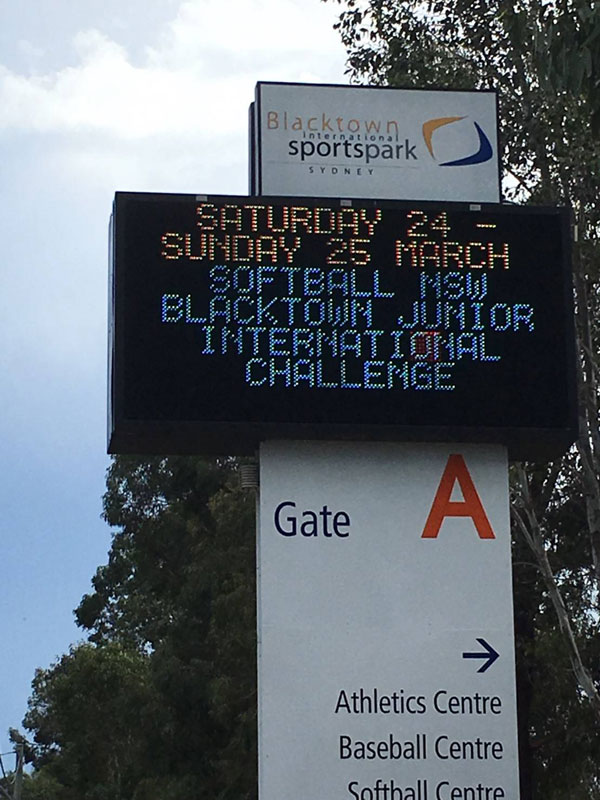 Blacktown
international
sportspark
SYDNEY
SATURDAY 24 -
SUNDAY 25 MARCH
SOFTBALL NSW
BLACKTOWN JUNIOR
INTERNATIONAL
CHALLENGE
Gate A
→
Athletics Centre
Baseball Centre
Softball Centre